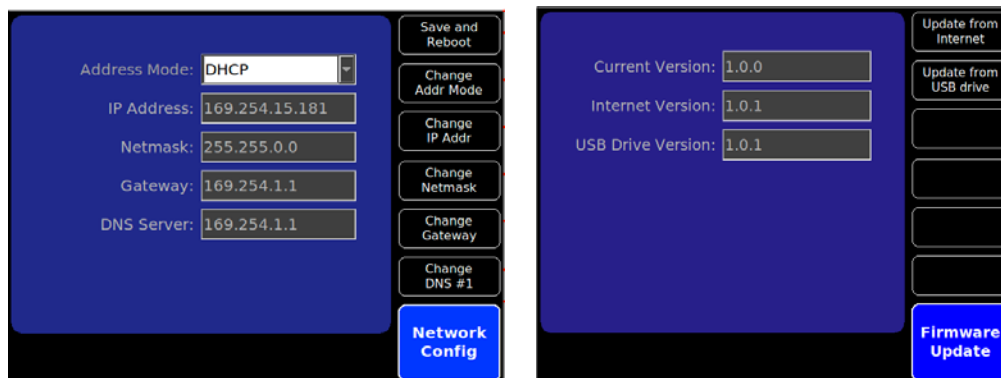 Address Mode: DHCP
IP Address: 169.254.15.181
Netmask: 255.255.0.0
Gateway: 169.254.1.1
DNS Server: 169.254.1.1
Save and
Reboot
Change
Addr Mode
Change
IP Addr
Change
Netmask
Change
Gateway
Change
DNS #1
Network
Config
Current Version: 1.0.0
Internet Version: 1.0.1
USB Drive Version: 1.0.1
Update from
Internet
Update from
USB drive
Firmware
Update